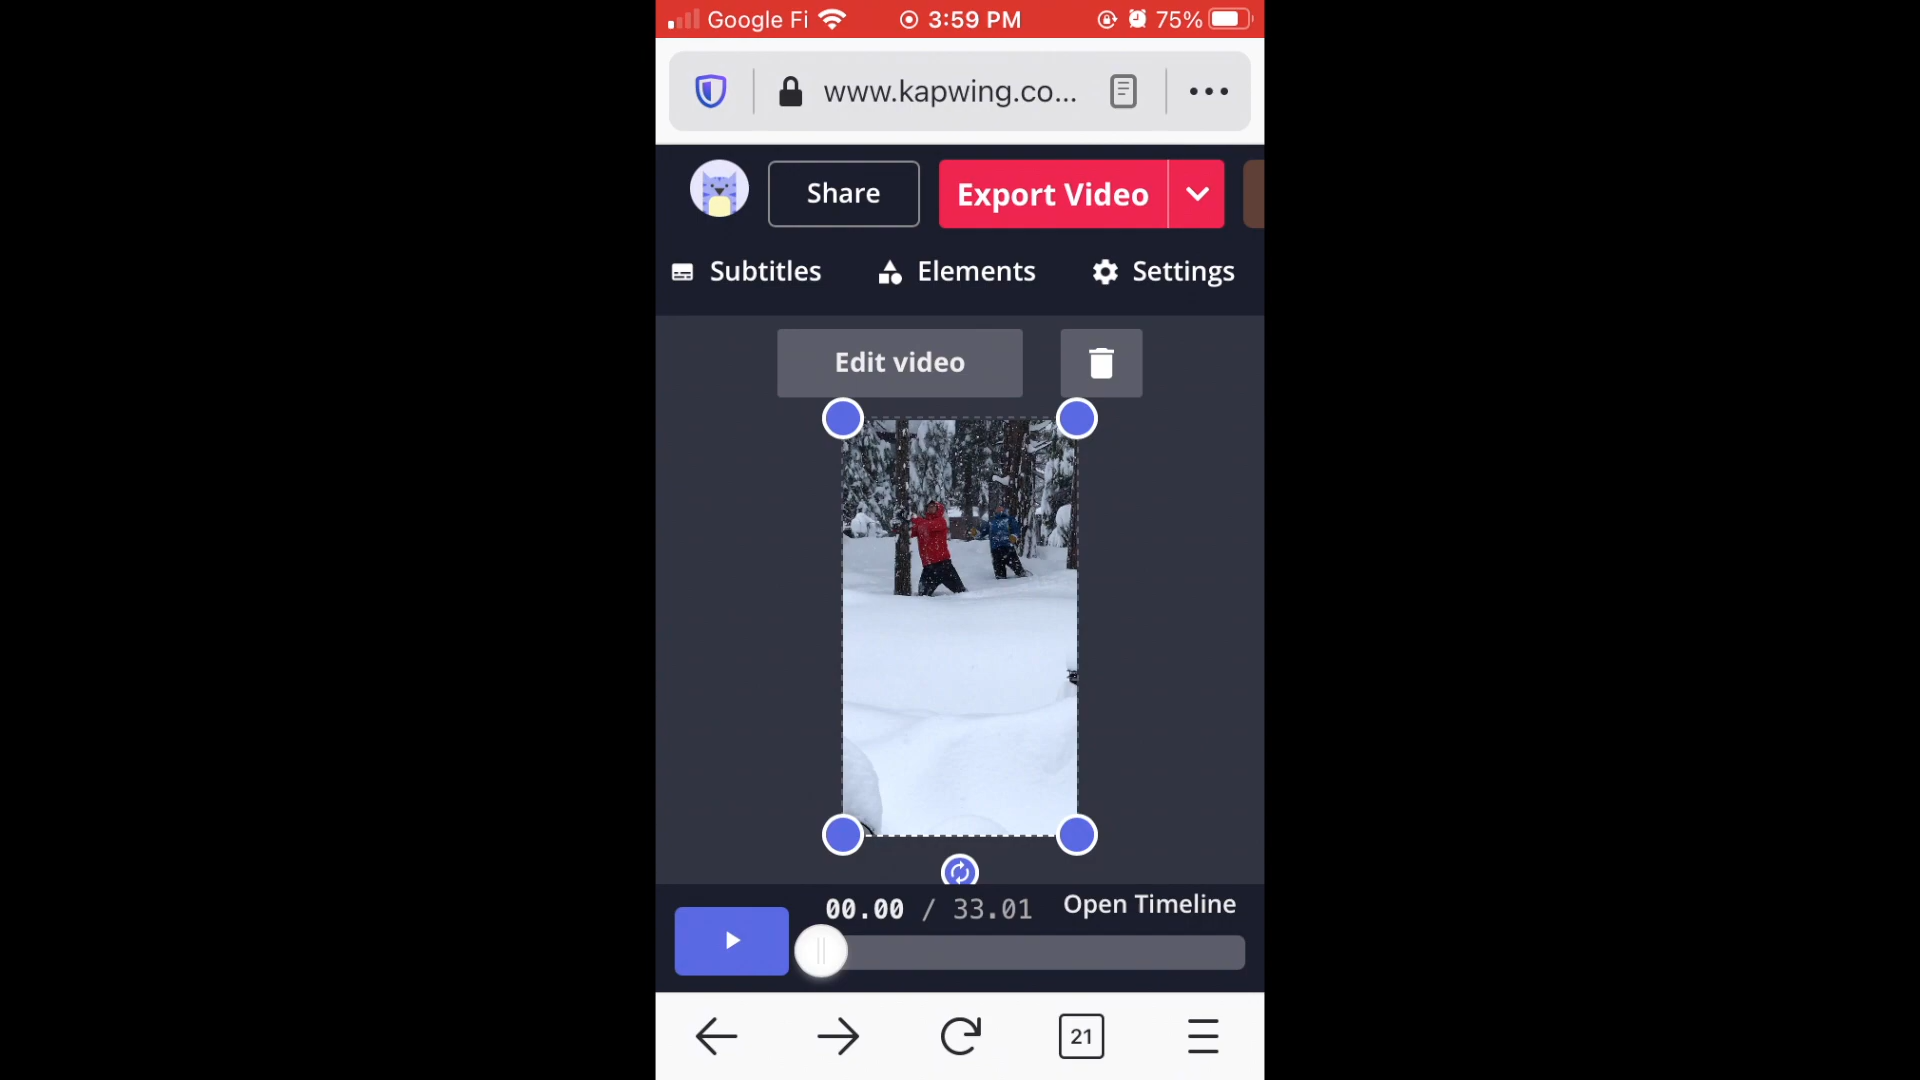 Google Fi 3:59 PM 75%
www.kapwing.co...
Share Export Video
Subtitles Elements Settings
Edit video
00.00 / 33.01 Open Timeline
21